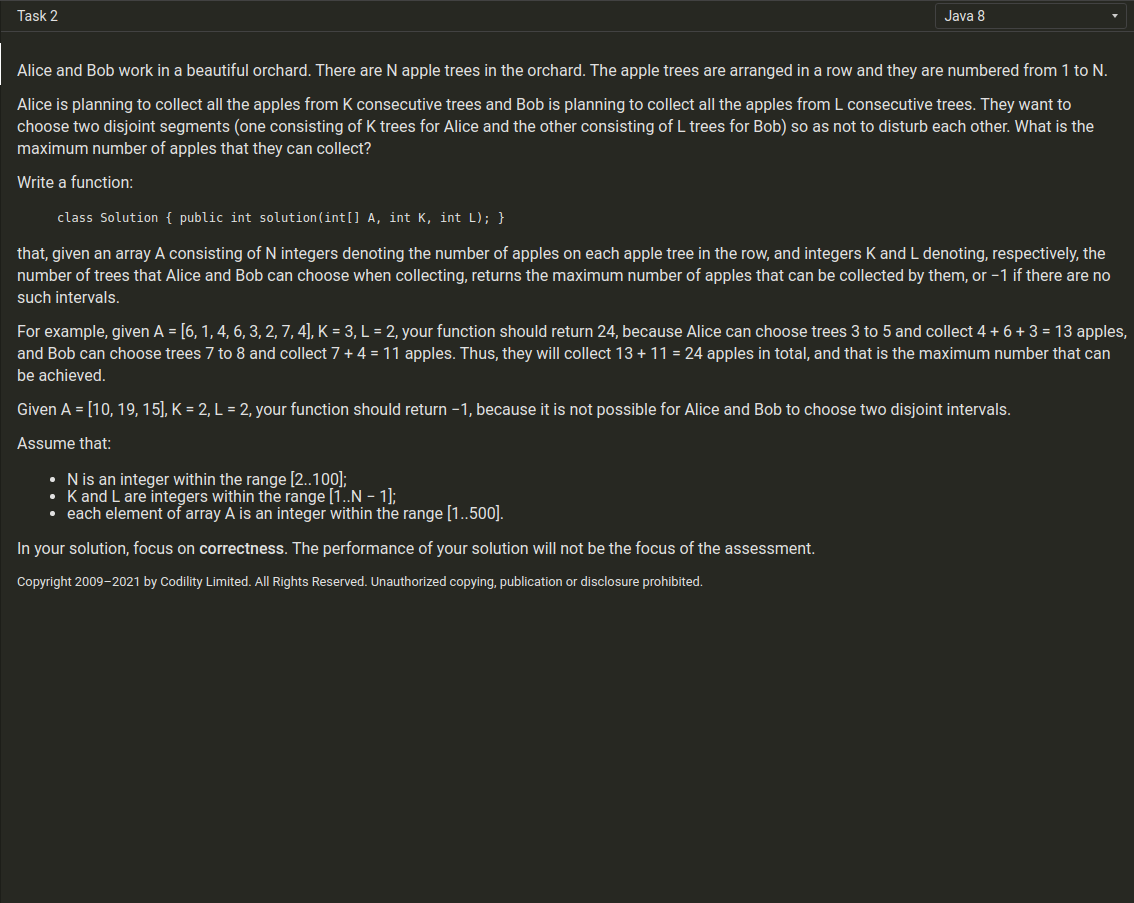 Task 2
Java 8
Alice and Bob work in a beautiful orchard. There are N apple trees in the orchard. The apple trees are arranged in a row and they are numbered from 1 to N.
Alice is planning to collect all the apples from K consecutive trees and Bob is planning to collect all the apples from L consecutive trees. They want to
choose two disjoint segments (one consisting of K trees for Alice and the other consisting of L trees for Bob) so as not to disturb each other. What is the
maximum number of apples that they can collect?
Write a function:
class Solution { public int solution(int[] A, int K, int L); }
that, given an array A consisting of N integers denoting the number of apples on each apple tree in the row, and integers K and L denoting, respectively, the
number of trees that Alice and Bob can choose when collecting, returns the maximum number of apples that can be collected by them, or −1 if there are no
such intervals.
For example, given A = [6, 1, 4, 6, 3, 2, 7, 4], K = 3, L = 2, your function should return 24, because Alice can choose trees 3 to 5 and collect 4 + 6 + 3 = 13 apples,
and Bob can choose trees 7 to 8 and collect 7 + 4 = 11 apples. Thus, they will collect 13 + 11 = 24 apples in total, and that is the maximum number that can
be achieved.
Given A = [10, 19, 15], K = 2, L = 2, your function should return −1, because it is not possible for Alice and Bob to choose two disjoint intervals.
Assume that:
• N is an integer within the range [2..100];
• K and L are integers within the range [1..N − 1];
• each element of array A is an integer within the range [1..500].
In your solution, focus on correctness. The performance of your solution will not be the focus of the assessment.
Copyright 2009–2021 by Codility Limited. All Rights Reserved. Unauthorized copying, publication or disclosure prohibited.